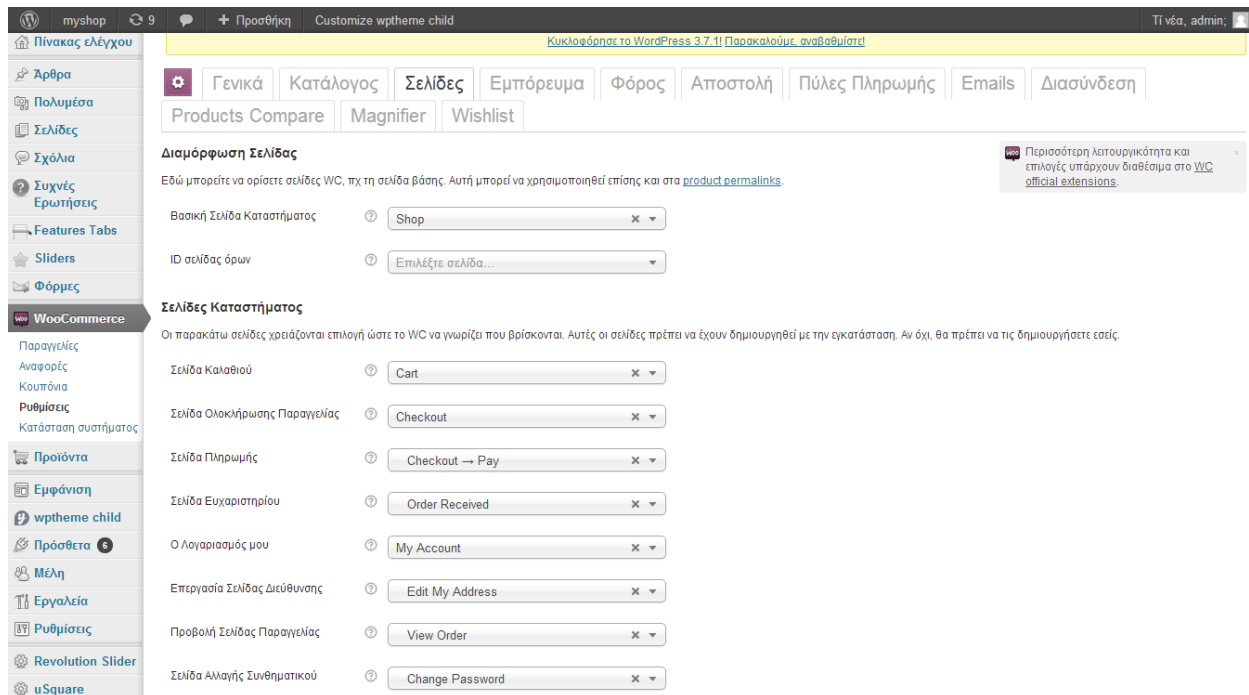 myshop 9 Προσθήκη Customize wptheme child Τί νέα, admin;
Πίνακας ελέγχου
Άρθρα
Πολυμέσα
Σελίδες
Σχόλια
Συχνές
Ερωτήσεις
Features Tabs
Sliders
Φόρμες
WooCommerce
Παραγγελίες
Αναφορές
Κουπόνια
Ρυθμίσεις
Κατάσταση συστήματος
Προϊόντα
Εμφάνιση
wptheme child
Πρόσθετα 6
Μέλη
Εργαλεία
Ρυθμίσεις
Revolution Slider
uSquare
Κυκλοφόρησε το WordPress 3.7.1! Παρακαλούμε, αναβαθμίστε!
Γενικά Κατάλογος Σελίδες Εμπόρευμα Φόρος Αποστολή Πύλες Πληρωμής Emails Διασύνδεση
Products Compare Magnifier Wishlist
Διαμόρφωση Σελίδας
Εδώ μπορείτε να ορίσετε σελίδες WC, πχ τη σελίδα βάσης. Αυτή μπορεί να χρησιμοποιηθεί επίσης και στα product permalinks.
woo Περισσότερη λειτουργικότητα και
επιλογές υπάρχουν διαθέσιμα στο WC
official extensions.
Βασική Σελίδα Καταστήματος Shop
ID σελίδας όρων Επιλέξτε σελίδα...
Σελίδες Καταστήματος
Οι παρακάτω σελίδες χρειάζονται επιλογή ώστε το WC να γνωρίζει που βρίσκονται. Αυτές οι σελίδες πρέπει να έχουν δημιουργηθεί με την εγκατάσταση. Αν όχι, θα πρέπει να τις δημιουργήσετε εσείς.
Σελίδα Καλαθιού Cart
Σελίδα Ολοκλήρωσης Παραγγελίας Checkout
Σελίδα Πληρωμής Checkout → Pay
Σελίδα Ευχαριστηρίου Order Received
Ο Λογαριασμός μου My Account
Επεργασία Σελίδας Διεύθυνσης Edit My Address
Προβολή Σελίδας Παραγγελίας View Order
Σελίδα Αλλαγής Συνθηματικού Change Password